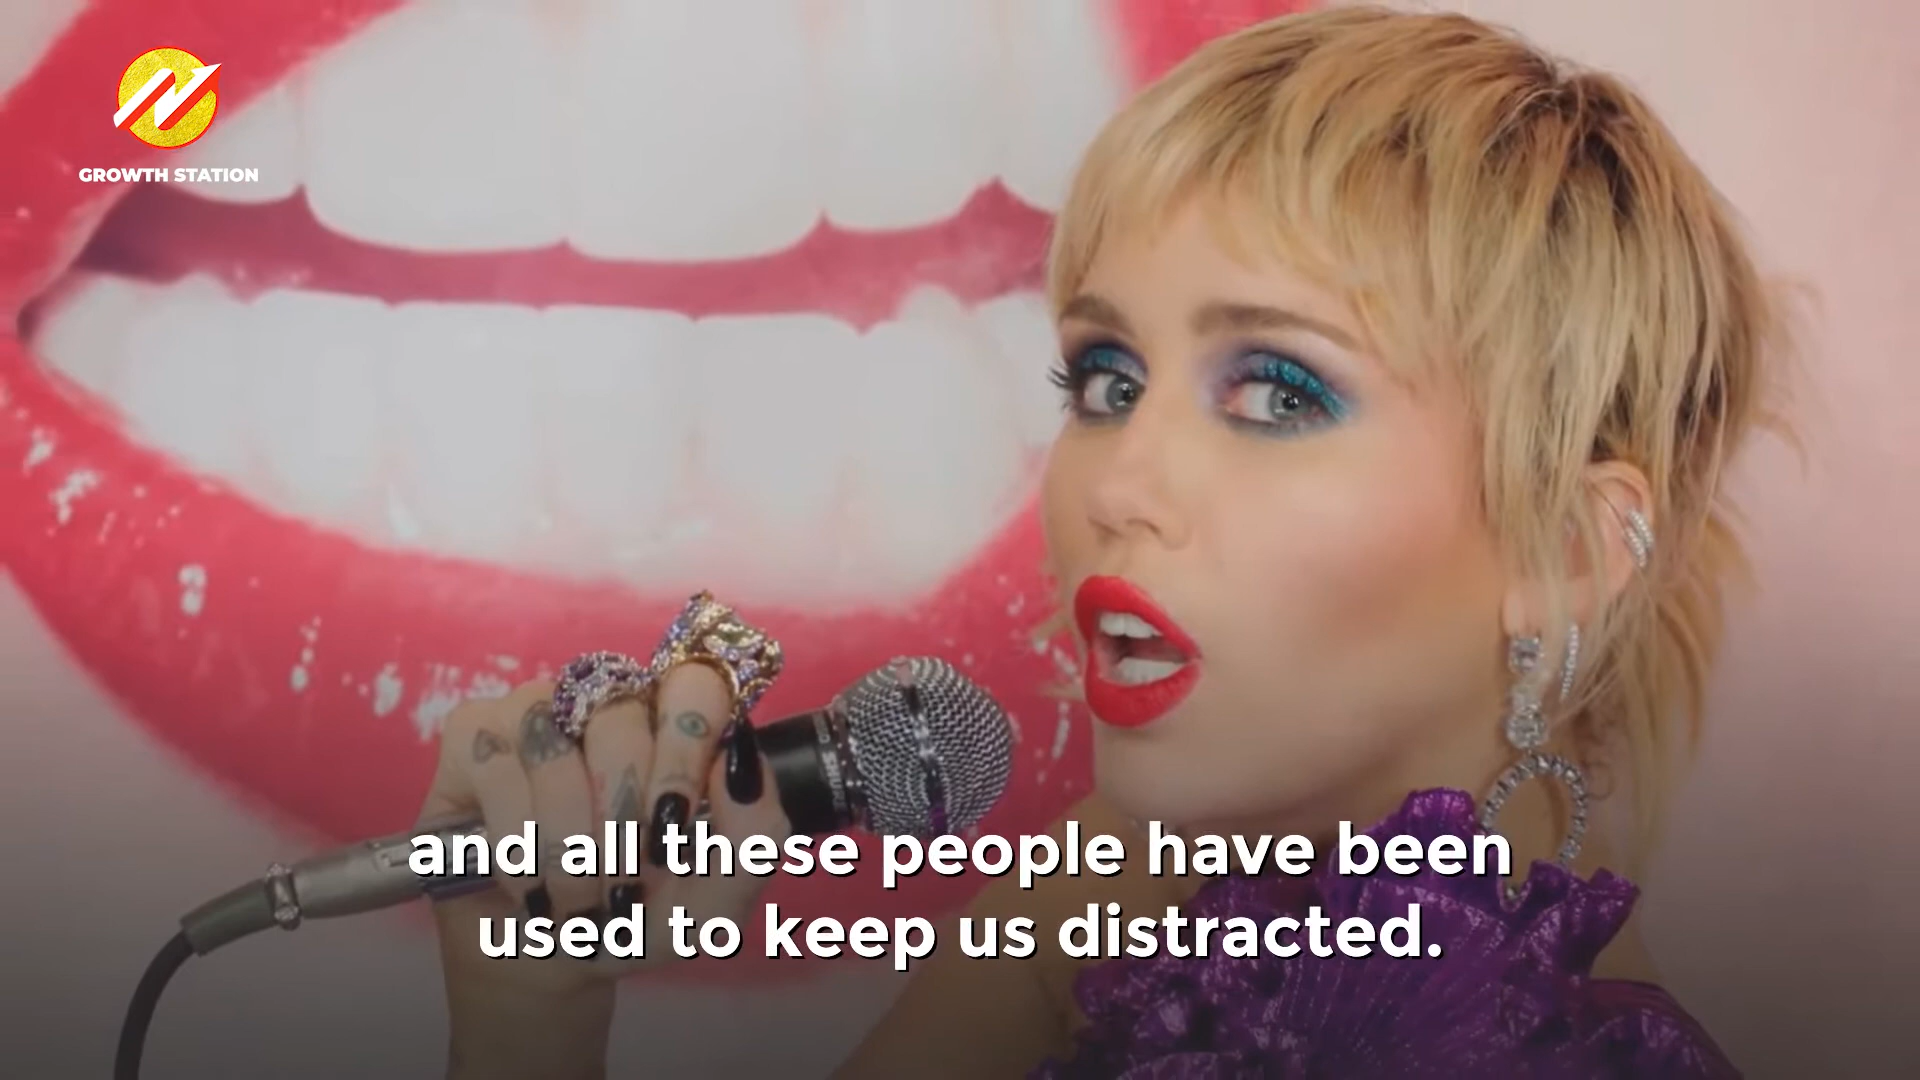 GROWTH STATION
and all these people have been
used to keep us distracted.